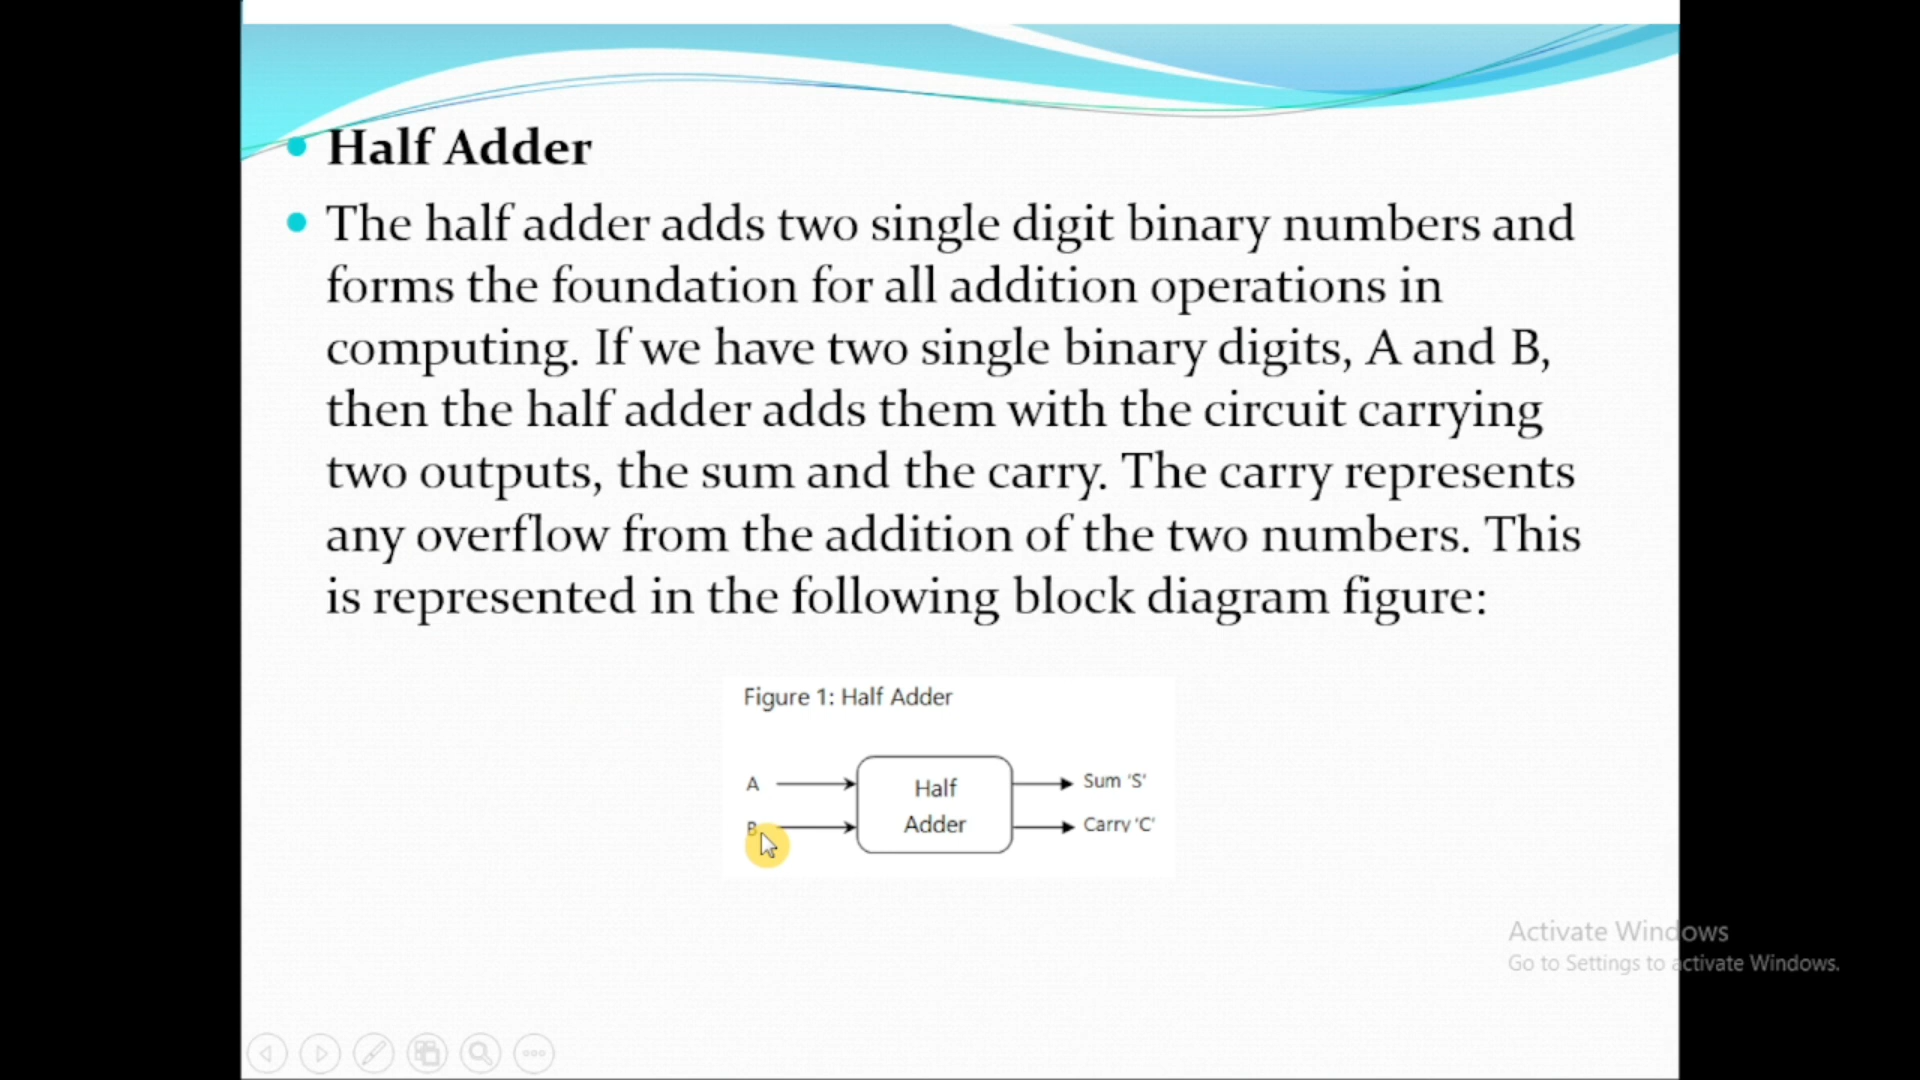 Half Adder
The half adder adds two single digit binary numbers and
forms the foundation for all addition operations in
computing. If we have two single binary digits, A and B,
then the half adder adds them with the circuit carrying
two outputs, the sum and the carry. The carry represents
any overflow from the addition of the two numbers. This
is represented in the following block diagram figure:
Figure 1: Half Adder
A
B
Half
Adder
Sum 'S'
Carry 'C'
Activate Windows
Go to Settings to activate Windows.